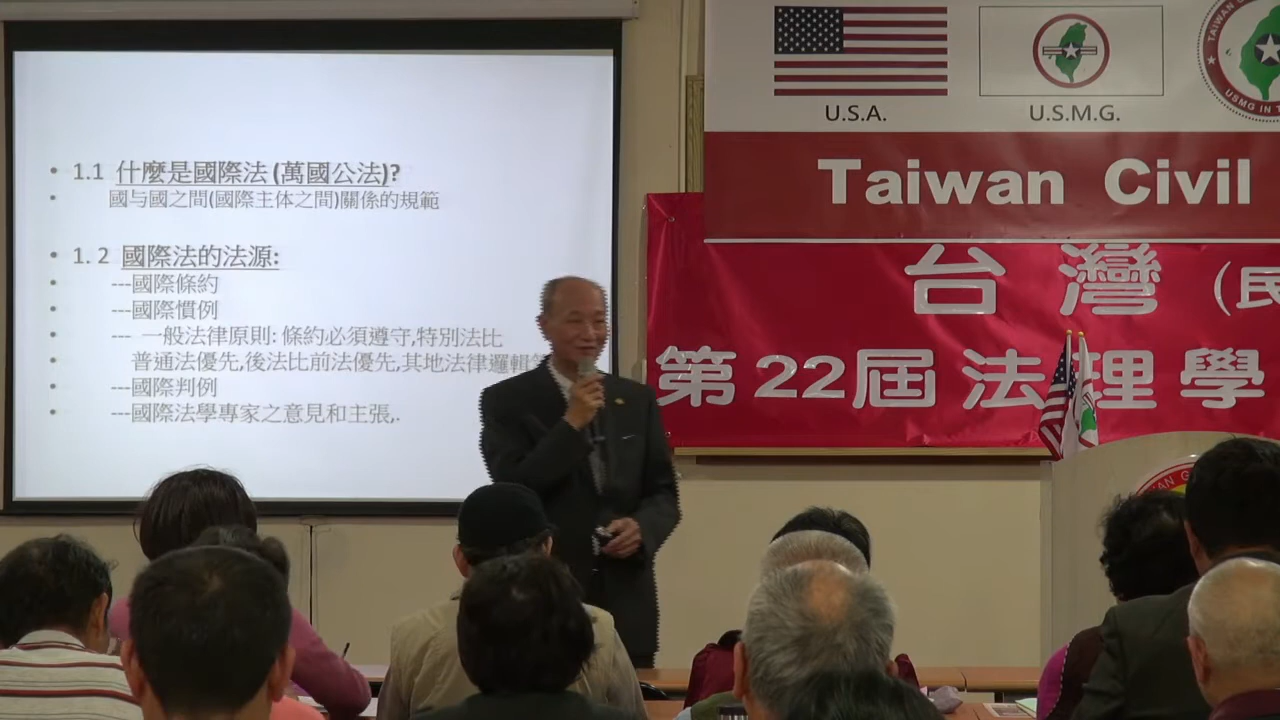 1.1 什麼是國際法 (萬國公法)?
國与國之間(國際主体之間)關係的規範
1. 2 國際法的法源:
---國際條約
---國際慣例
--- 一般法律原則: 條約必須遵守,特別法比
普通法優先,後法比前法優先,其地法律邏輯
---國際判例
---國際法學專家之意見和主張,.
U.S.A.
U.S.M.G.
Taiwan Civil
台灣(民
第22屆法理學
USMG IN T